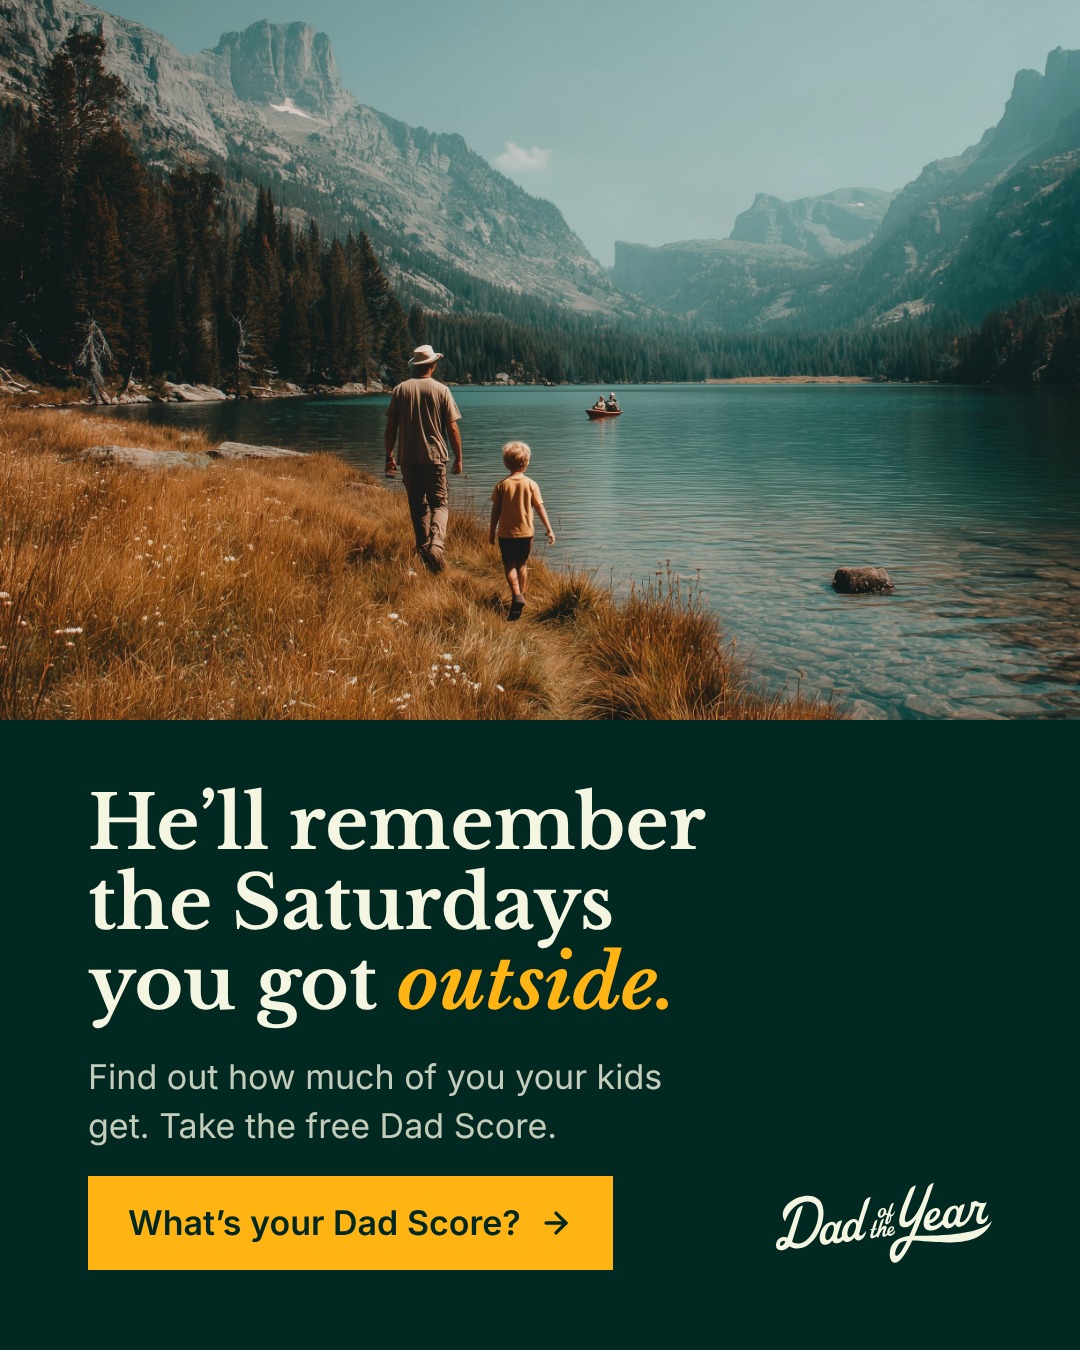 He’ll remember
the Saturdays
you got outside.
Find out how much of you your kids
get. Take the free Dad Score.
What’s your Dad Score? →
Dad of the Year